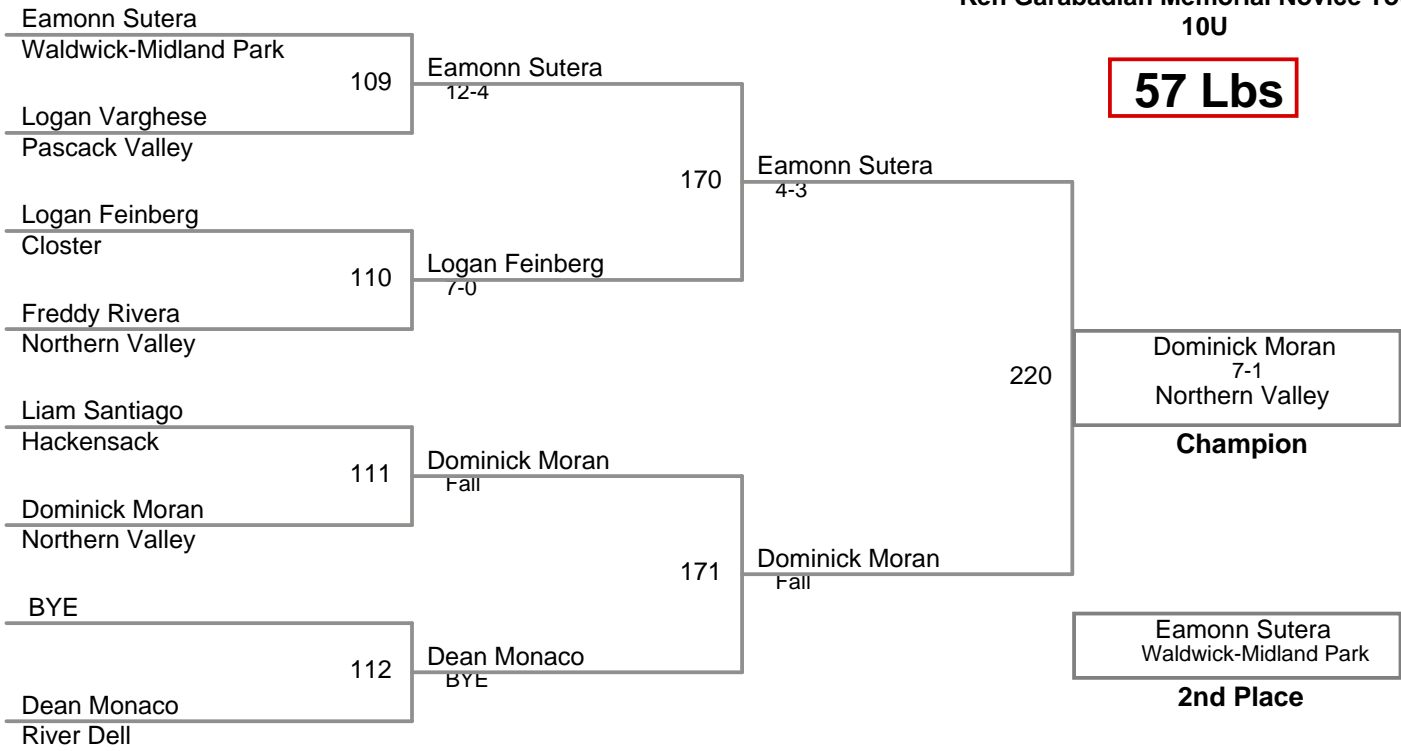 Ken Garabadian Memorial Novice
10U
57 Lbs
Eamonn Sutera
Waldwick-Midland Park
109
Logan Varghese
Pascack Valley
Eamonn Sutera
12-4
Logan Feinberg
Closter
110
Freddy Rivera
Northern Valley
Logan Feinberg
7-0
170
Eamonn Sutera
4-3
Liam Santiago
Hackensack
111
Dominick Moran
Northern Valley
Dominick Moran
Fall
BYE
112
Dean Monaco
River Dell
Dean Monaco
BYE
171
Dominick Moran
Fall
220
Dominick Moran
7-1
Northern Valley
Champion
Eamonn Sutera
Waldwick-Midland Park
2nd Place